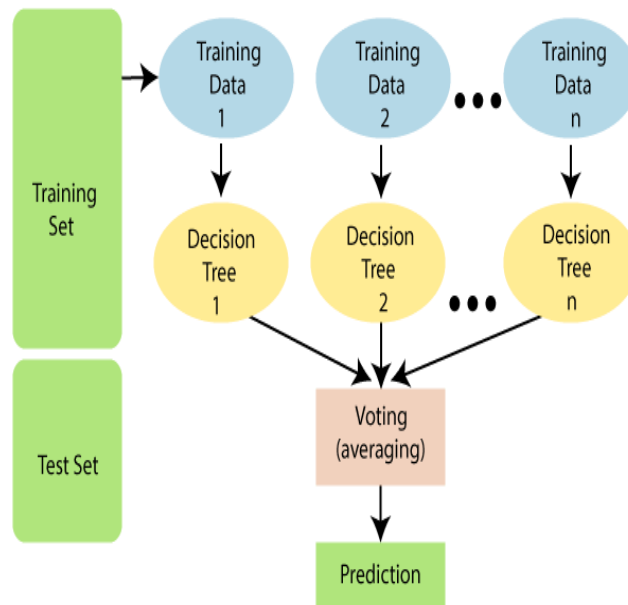 Training
Set
Training
Data
1
Training
Data
2
Training
Data
n
Decision
Tree
1
Decision
Tree
2
Decision
Tree
n
Test Set
Voting
(averaging)
Prediction